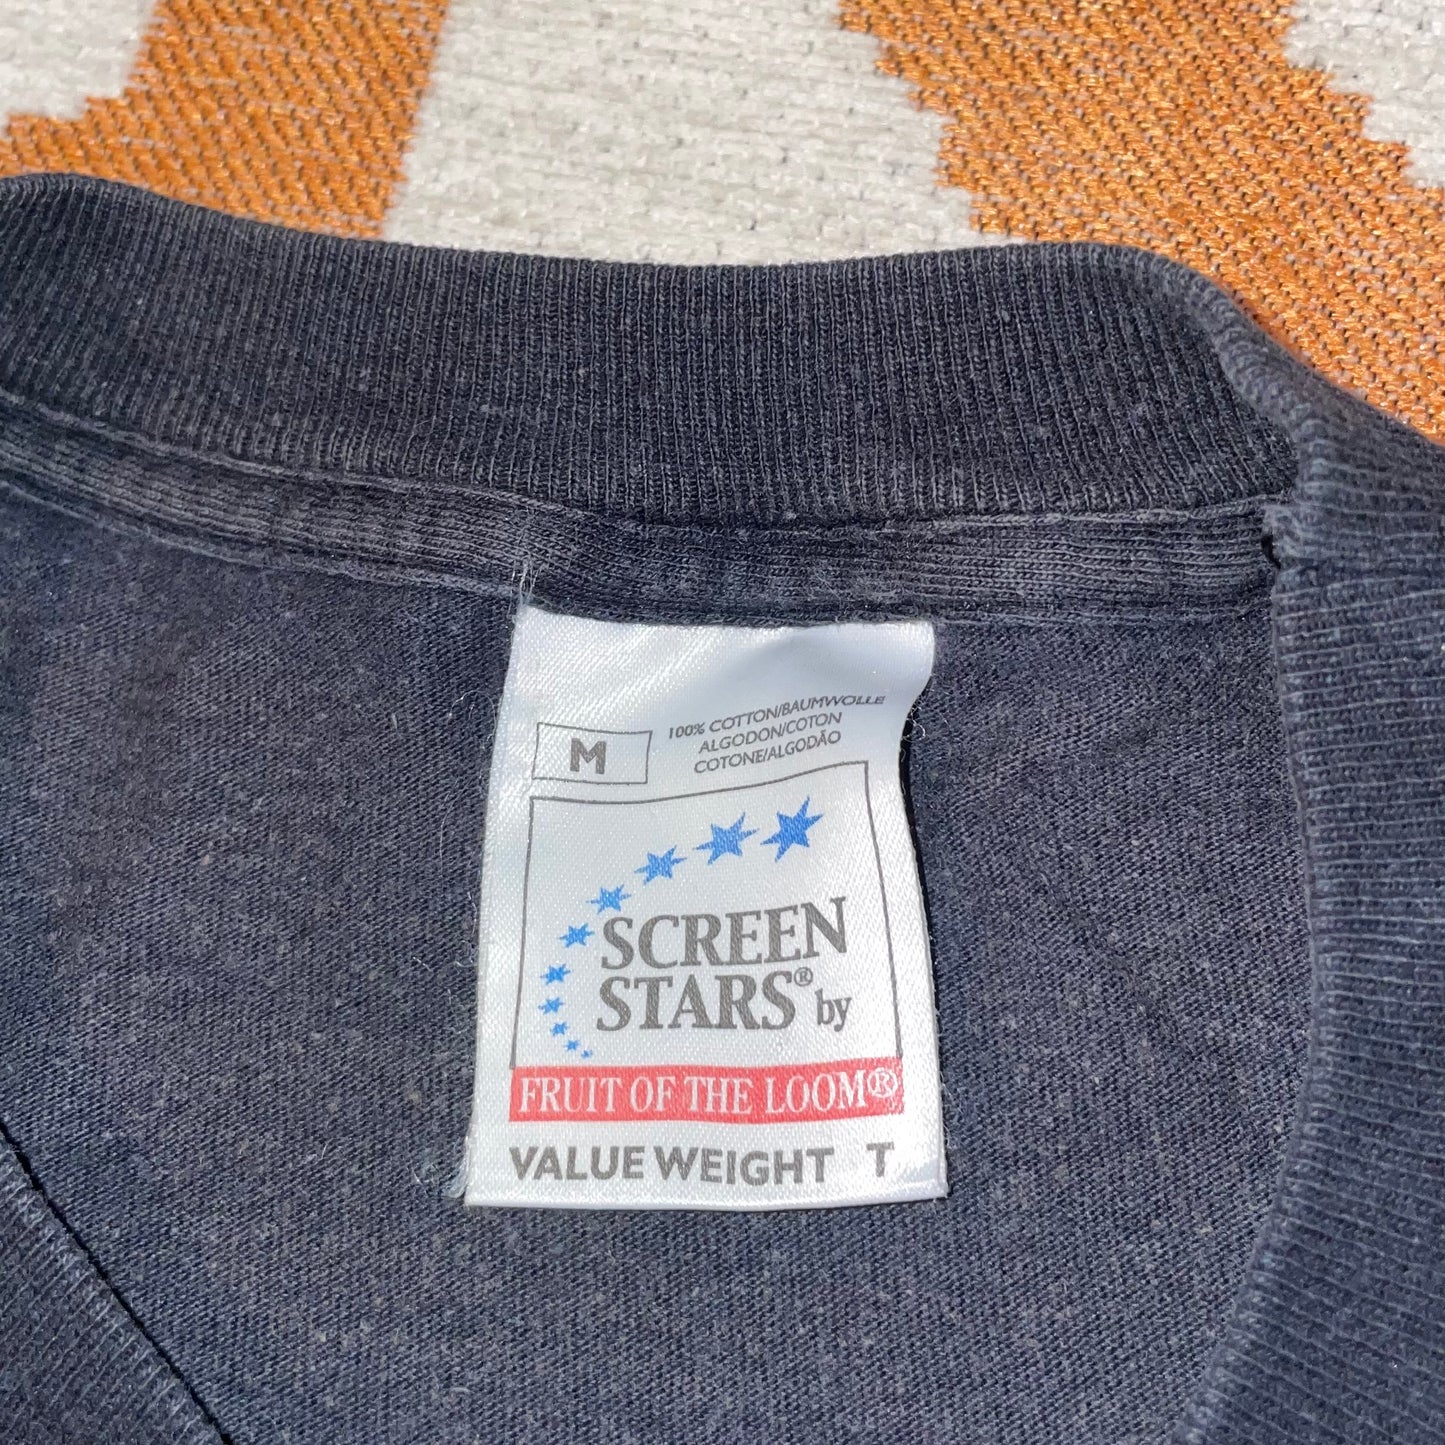 M
100% COTTON/BAUMWOLLE
ALGODON/COTON
COTONE/ALGODÃO
SCREEN
STARS® by
FRUIT OF THE LOOM®
VALUE WEIGHT T